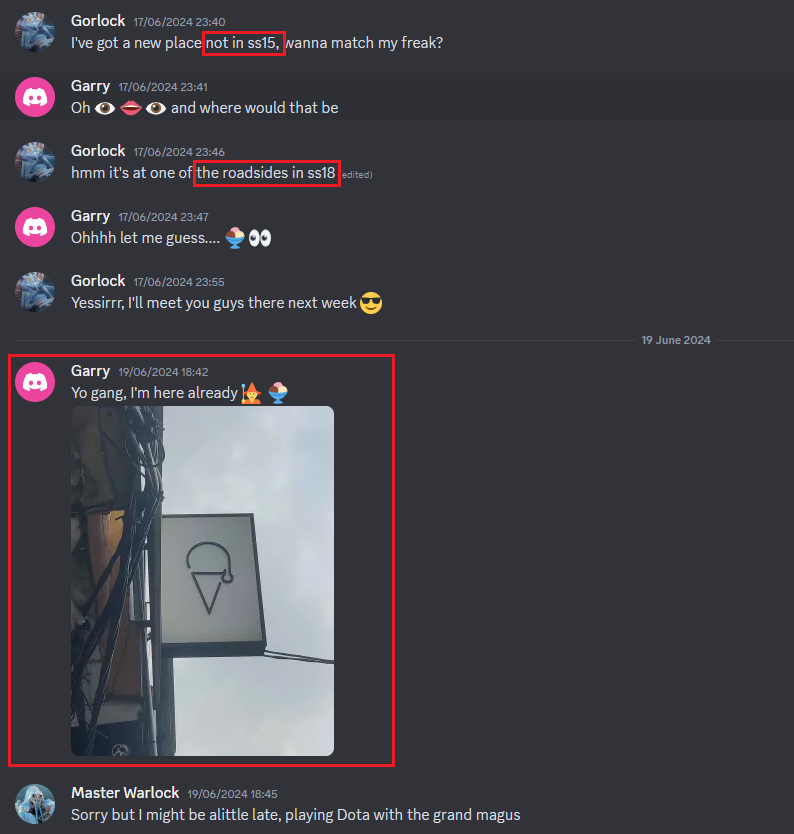 Gorlock 17/06/2024 23:40
I've got a new place not in ss15, wanna match my freak?
Garry 17/06/2024 23:41
Oh 👁️ 👄 👁️ and where would that be
Gorlock 17/06/2024 23:46
hmm it's at one of the roadsides in ss18 (edited)
Garry 17/06/2024 23:47
Ohhhh let me guess.... 🍨 👀
Gorlock 17/06/2024 23:55
Yessirrr, I'll meet you guys there next week 😎
19 June 2024
Garry 19/06/2024 18:42
Yo gang, I'm here already 🧙 🍨
Master Warlock 19/06/2024 18:45
Sorry but I might be alittle late, playing Dota with the grand magus